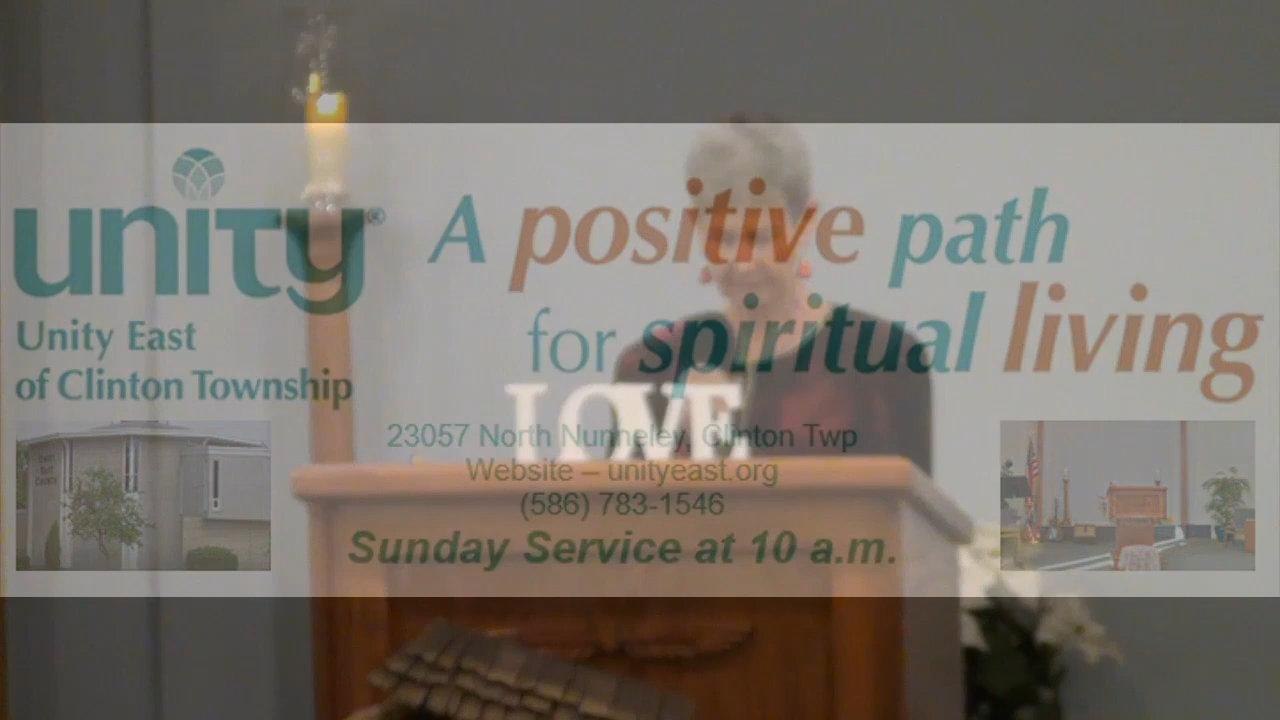 unity®
Unity East
of Clinton Township
A positive path
for spiritual living
LOVE
23057 North Nunneley, Clinton Twp
Website – unityeast.org
(586) 783-1546
Sunday Service at 10 a.m.